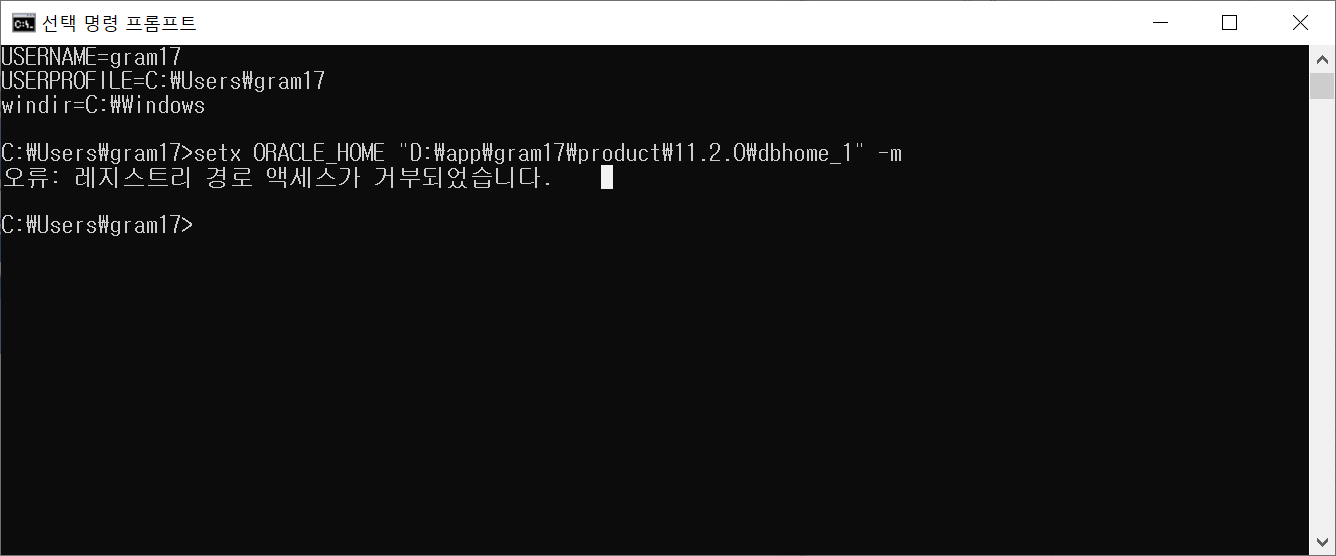 선택 명령 프롬프트
USERNAME=gram17
USERPROFILE=C:₩Users₩gram17
windir=C:₩Windows
C:₩Users₩gram17>setx ORACLE_HOME "D:₩app₩gram17₩product₩11.2.0₩dbhome_1" -m
오류: 레지스트리 경로 액세스가 거부되었습니다.
C:₩Users₩gram17>